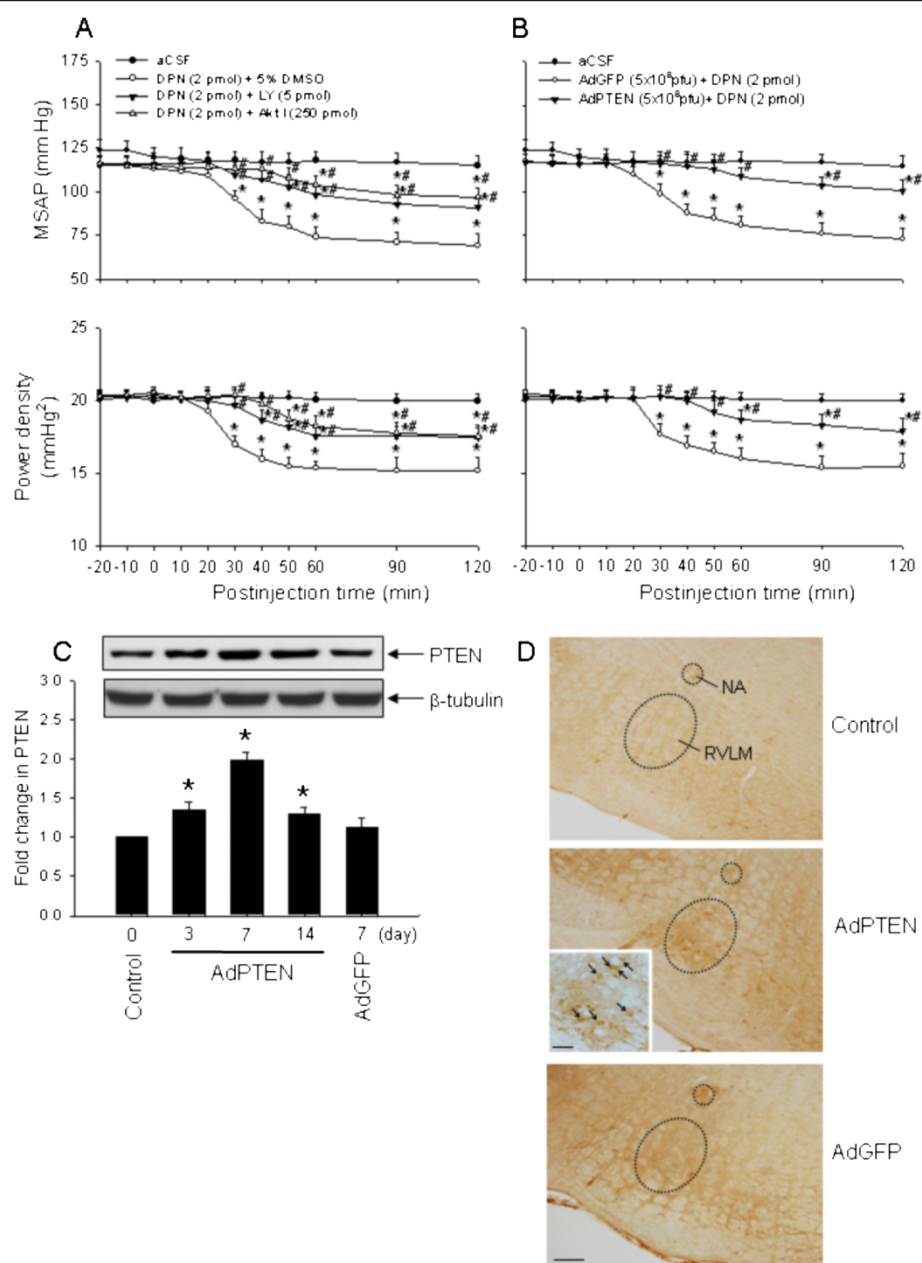 A
B
aCSF
DPN (2 pmol) + 5% DMSO
DPN (2 pmol) + LY (5 pmol)
DPN (2 pmol) + Akt I (250 pmol)
aCSF
AdGFP (5x10⁸pfu) + DPN (2 pmol)
AdPTEN (5x10⁸pfu)+ DPN (2 pmol)
MSAP (mm Hg)
175
150
125
100
75
50
*
#
*#
Power density
(mmHg²)
25
20
15
10
-20 -10 0 10 20 30 40 50 60 90 120
-20 -10 0 10 20 30 40 50 60 90 120
Postinjection time (min)
Postinjection time (min)
C
PTEN
β-tubulin
Fold change in PTEN
3.0
2.5
2.0
1.5
1.0
0.5
0.0
* * *
0 3 7 14 7 (day)
Control
AdPTEN
AdGFP
D
NA
RVLM
Control
AdPTEN
AdGFP